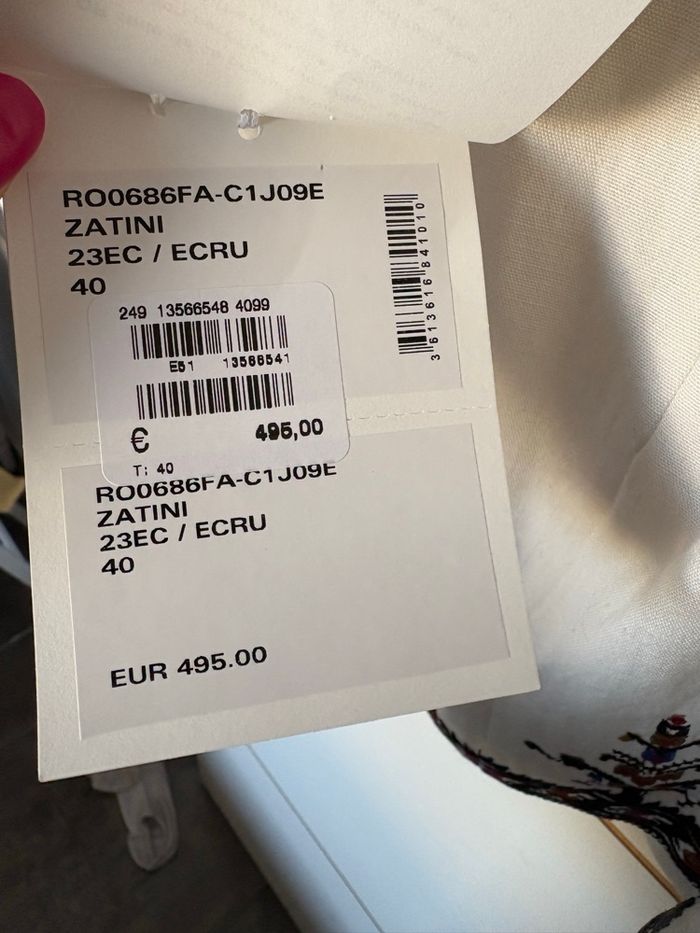 RO0686FA-C1J09E
ZATINI
23EC / ECRU
40
3613616841010
249 13566548 4099
E51 13566541
€ 495,00
T: 40
RO0686FA-C1J09E
ZATINI
23EC / ECRU
40
EUR 495.00